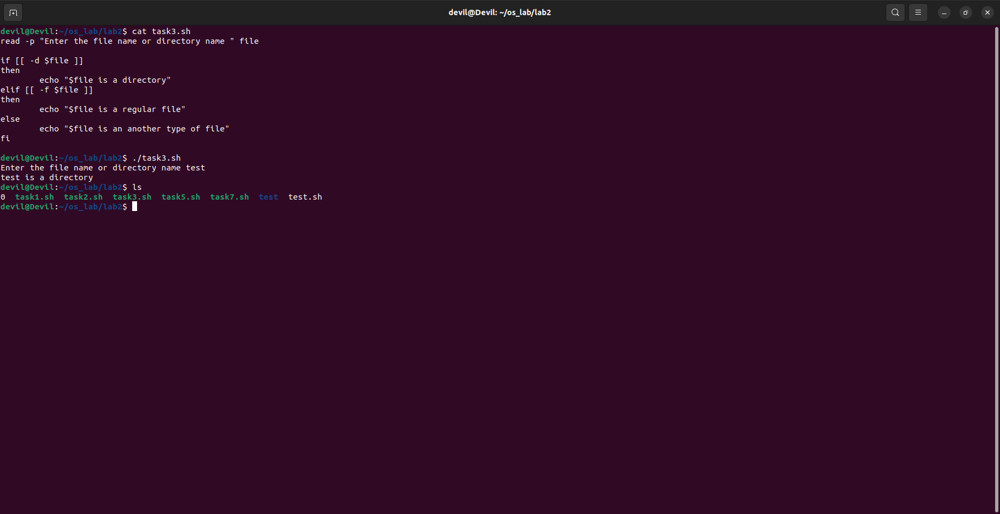 devil@Devil: ~/os_lab/lab2
devil@Devil:~/os_lab/lab2$ cat task3.sh
read -p "Enter the file name or directory name " file
if [[ -d $file ]]
then
        echo "$file is a directory"
elif [[ -f $file ]]
then
        echo "$file is a regular file"
else
        echo "$file is an another type of file"
fi
devil@Devil:~/os_lab/lab2$ ./task3.sh
Enter the file name or directory name test
test is a directory
devil@Devil:~/os_lab/lab2$ ls
0  task1.sh  task2.sh  task3.sh  task5.sh  task7.sh  test  test.sh
devil@Devil:~/os_lab/lab2$